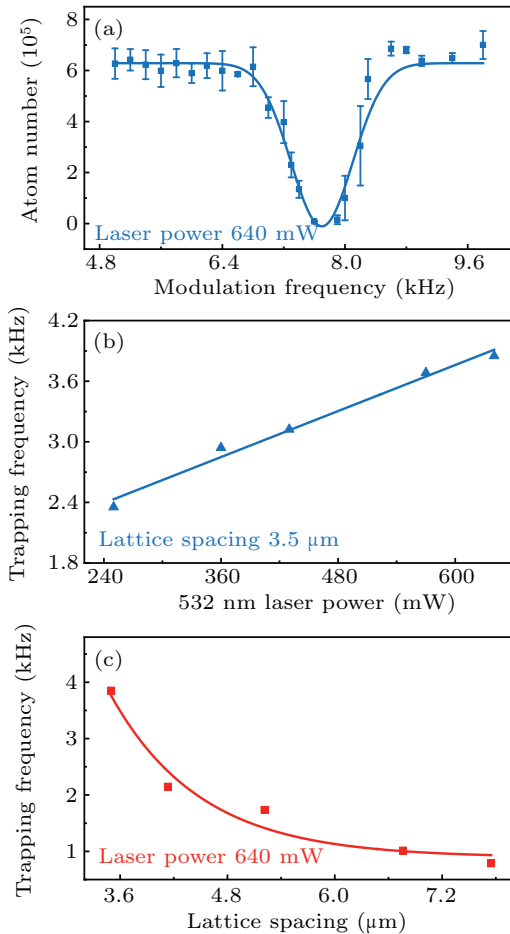 (a)
Atom number (10⁵)
8
6
4
2
0
Laser power 640 mW
4.8 6.4 8.0 9.6
Modulation frequency (kHz)
(b)
Trapping frequency (kHz)
4.2
3.6
3.0
2.4
1.8
Lattice spacing 3.5 µm
240 360 480 600
532 nm laser power (mW)
(c)
Trapping frequency (kHz)
4
3
2
1
Laser power 640 mW
3.6 4.8 6.0 7.2
Lattice spacing (µm)